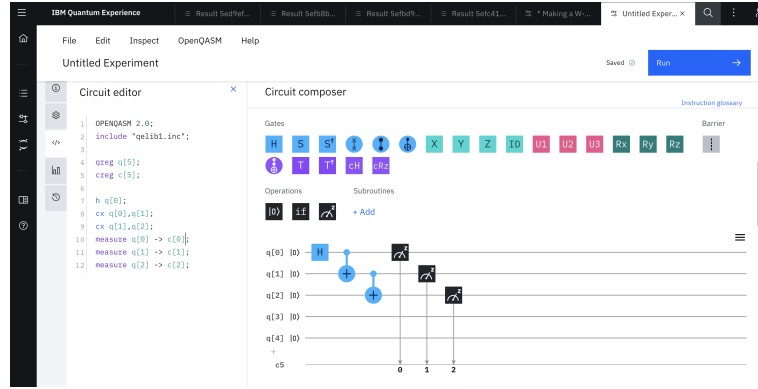 IBM Quantum Experience
Result 5ed9ef...
Result 5efb8b...
Result 5efbd9...
Result 5efc41...
* Making a W-...
Untitled Exper... ×
File Edit Inspect OpenQASM Help
Untitled Experiment
Saved
Run
Circuit editor ×
1 OPENQASM 2.0;
2 include "qelib1.inc";
3
4 qreg q[5];
5 creg c[5];
6
7 h q[0];
8 cx q[0],q[1];
9 cx q[1],q[2];
10 measure q[0] -> c[0];
11 measure q[1] -> c[1];
12 measure q[2] -> c[2];
Circuit composer
Instruction glossary
Gates
Barrier
H S S† X Y Z ID U1 U2 U3 Rx Ry Rz
T T† cH cRz
Operations Subroutines
|0⟩ if z + Add
q[0] |0⟩ H z
q[1] |0⟩ + z
q[2] |0⟩ + z
q[3] |0⟩
q[4] |0⟩
+
c5 0 1 2